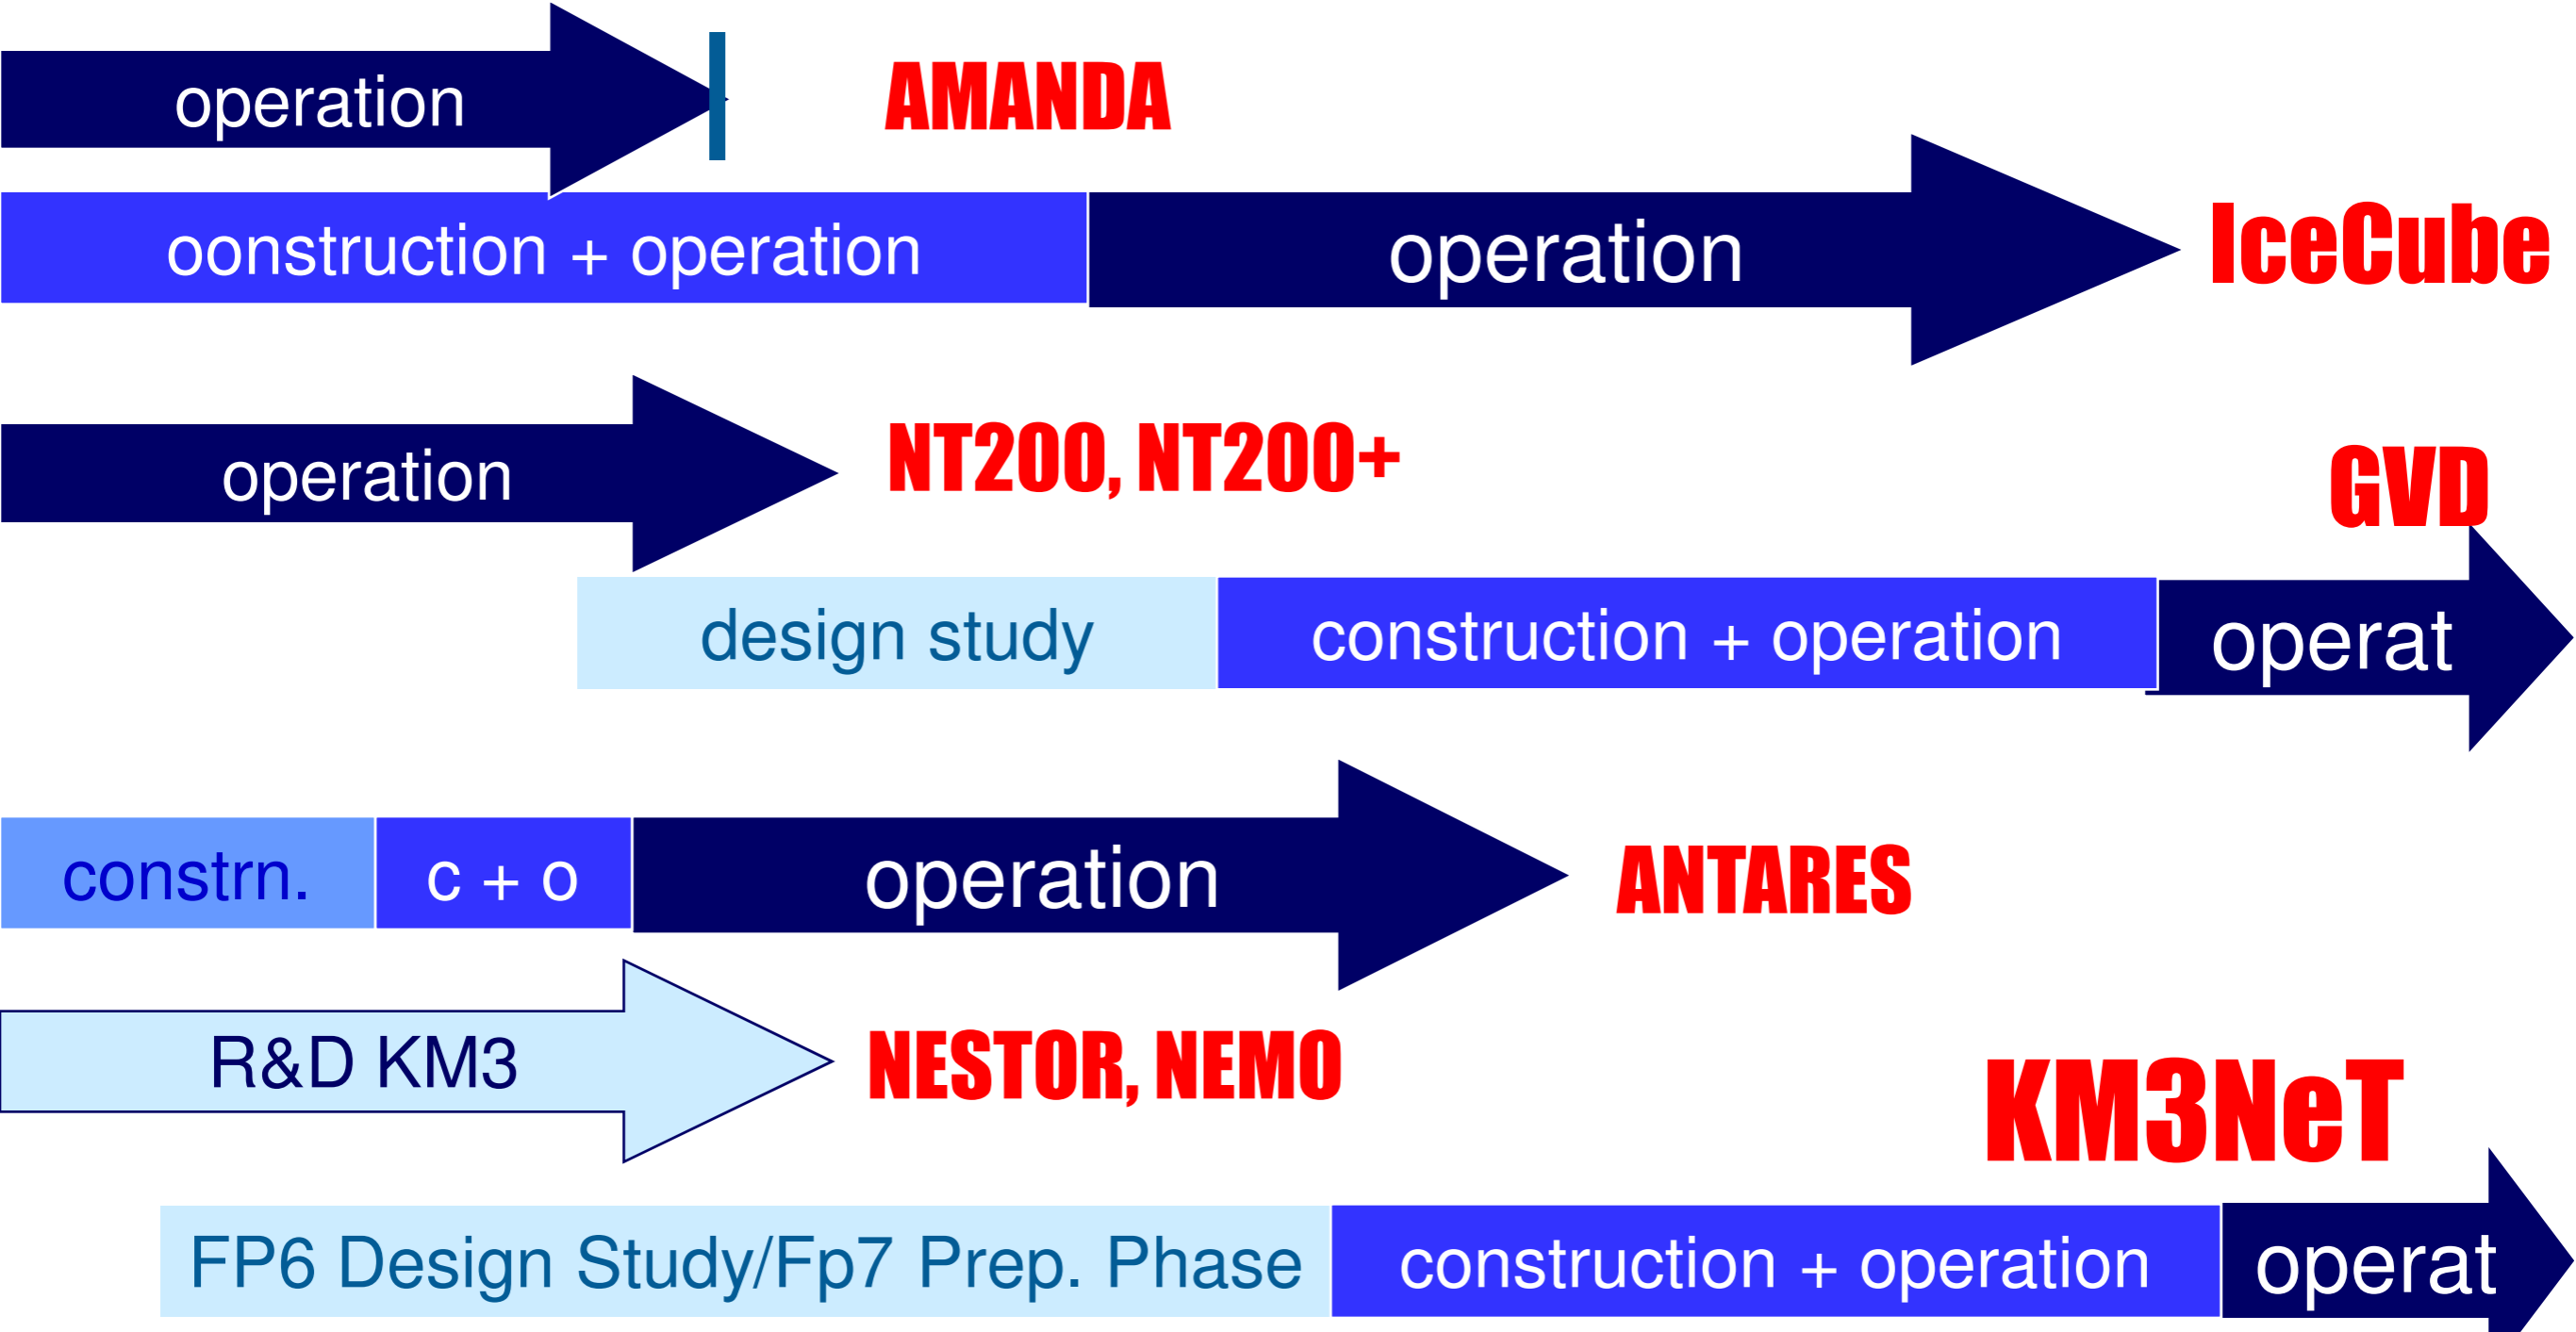 operation
AMANDA
oonstruction + operation
operation
IceCube
operation
NT200, NT200+
GVD
design study
construction + operation
operat
constrn.
c + o
operation
ANTARES
R&D KM3
NESTOR, NEMO
KM3NeT
FP6 Design Study/Fp7 Prep. Phase
construction + operation
operat